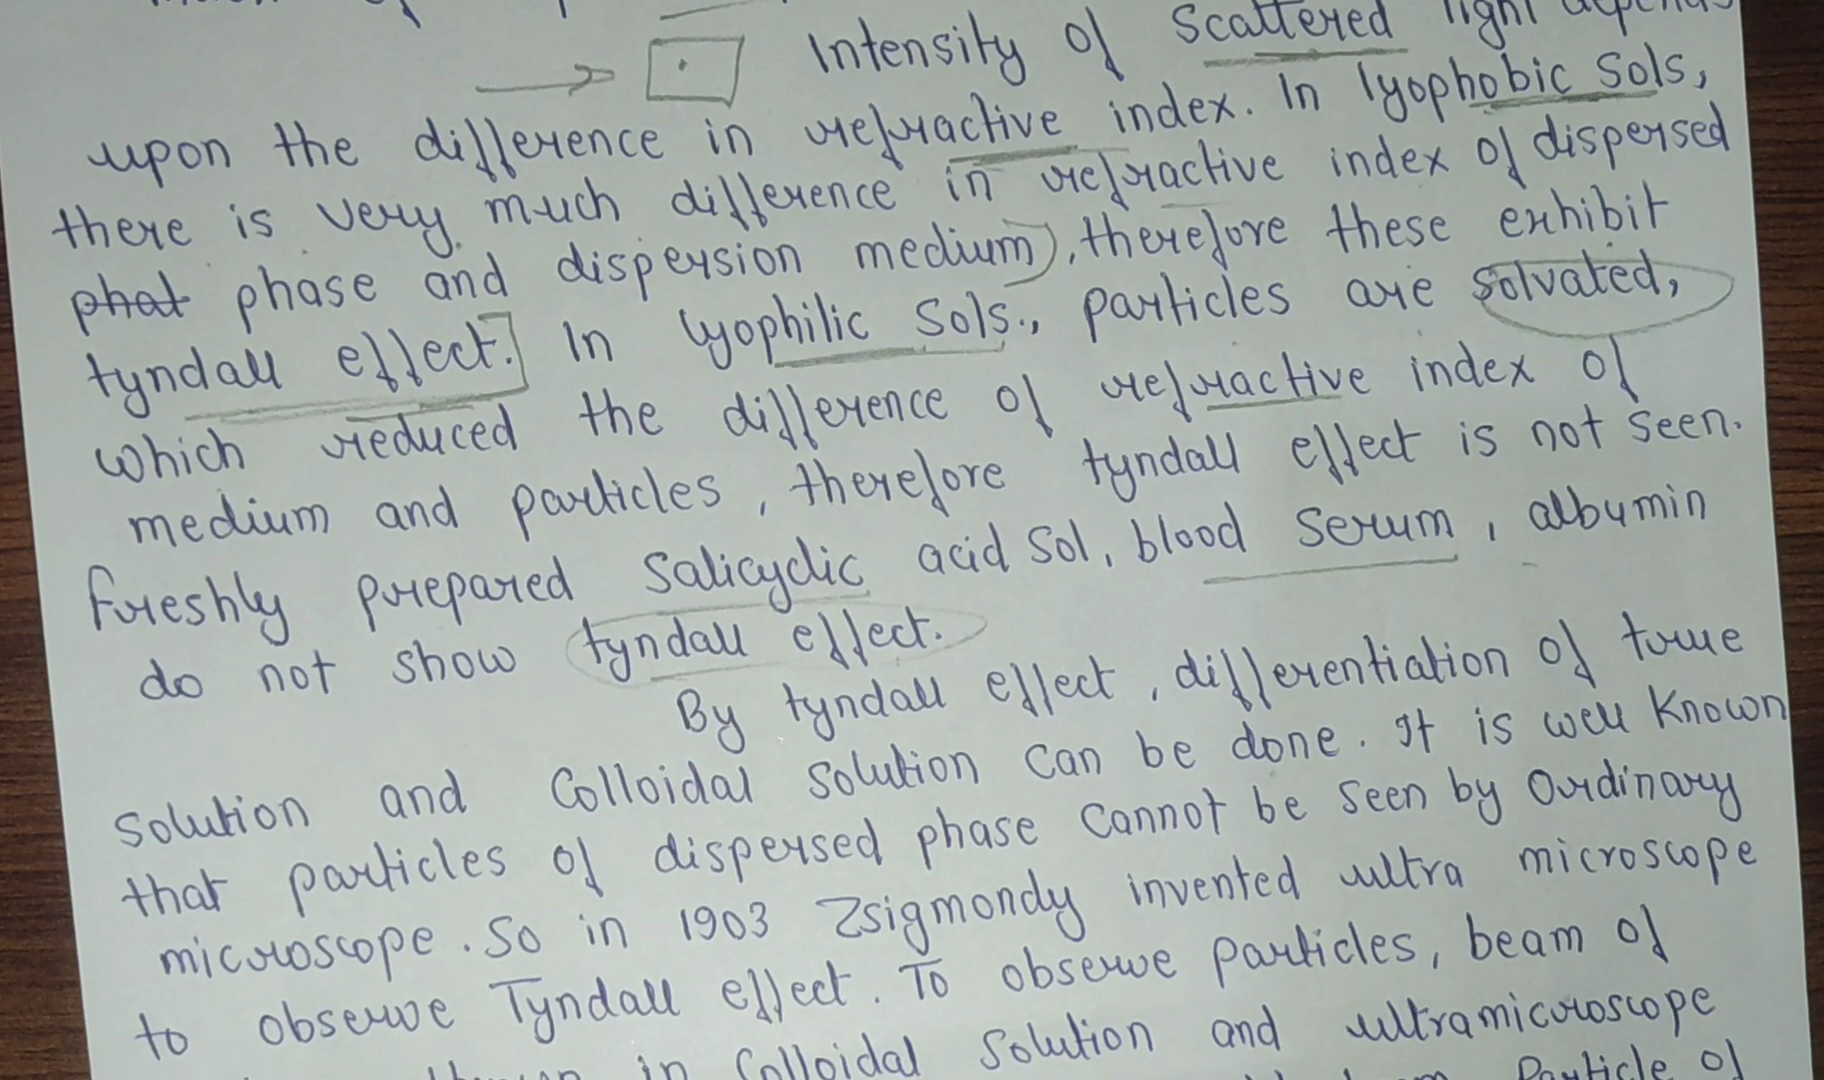 Intensity of scattered light depends
upon the difference in refractive index. In lyophobic sols,
there is very much difference in refractive index of dispersed
phat phase and dispersion medium), therefore these exhibit
tyndall effect.] In lyophilic sols., particles are solvated,
which reduced the difference of refractive index of
medium and particles, therefore tyndall effect is not seen.
freshly prepared salicyclic acid sol, blood serum, albumin
do not show tyndall effect.
By tyndall effect, differentiation of true
solution and colloidal solution can be done. It is well known
that particles of dispersed phase cannot be seen by ordinary
microscope. So in 1903 Zsigmondy invented ultra microscope
to observe Tyndall effect. To observe particles, beam of
in colloidal solution and ultramicroscope
Particle of